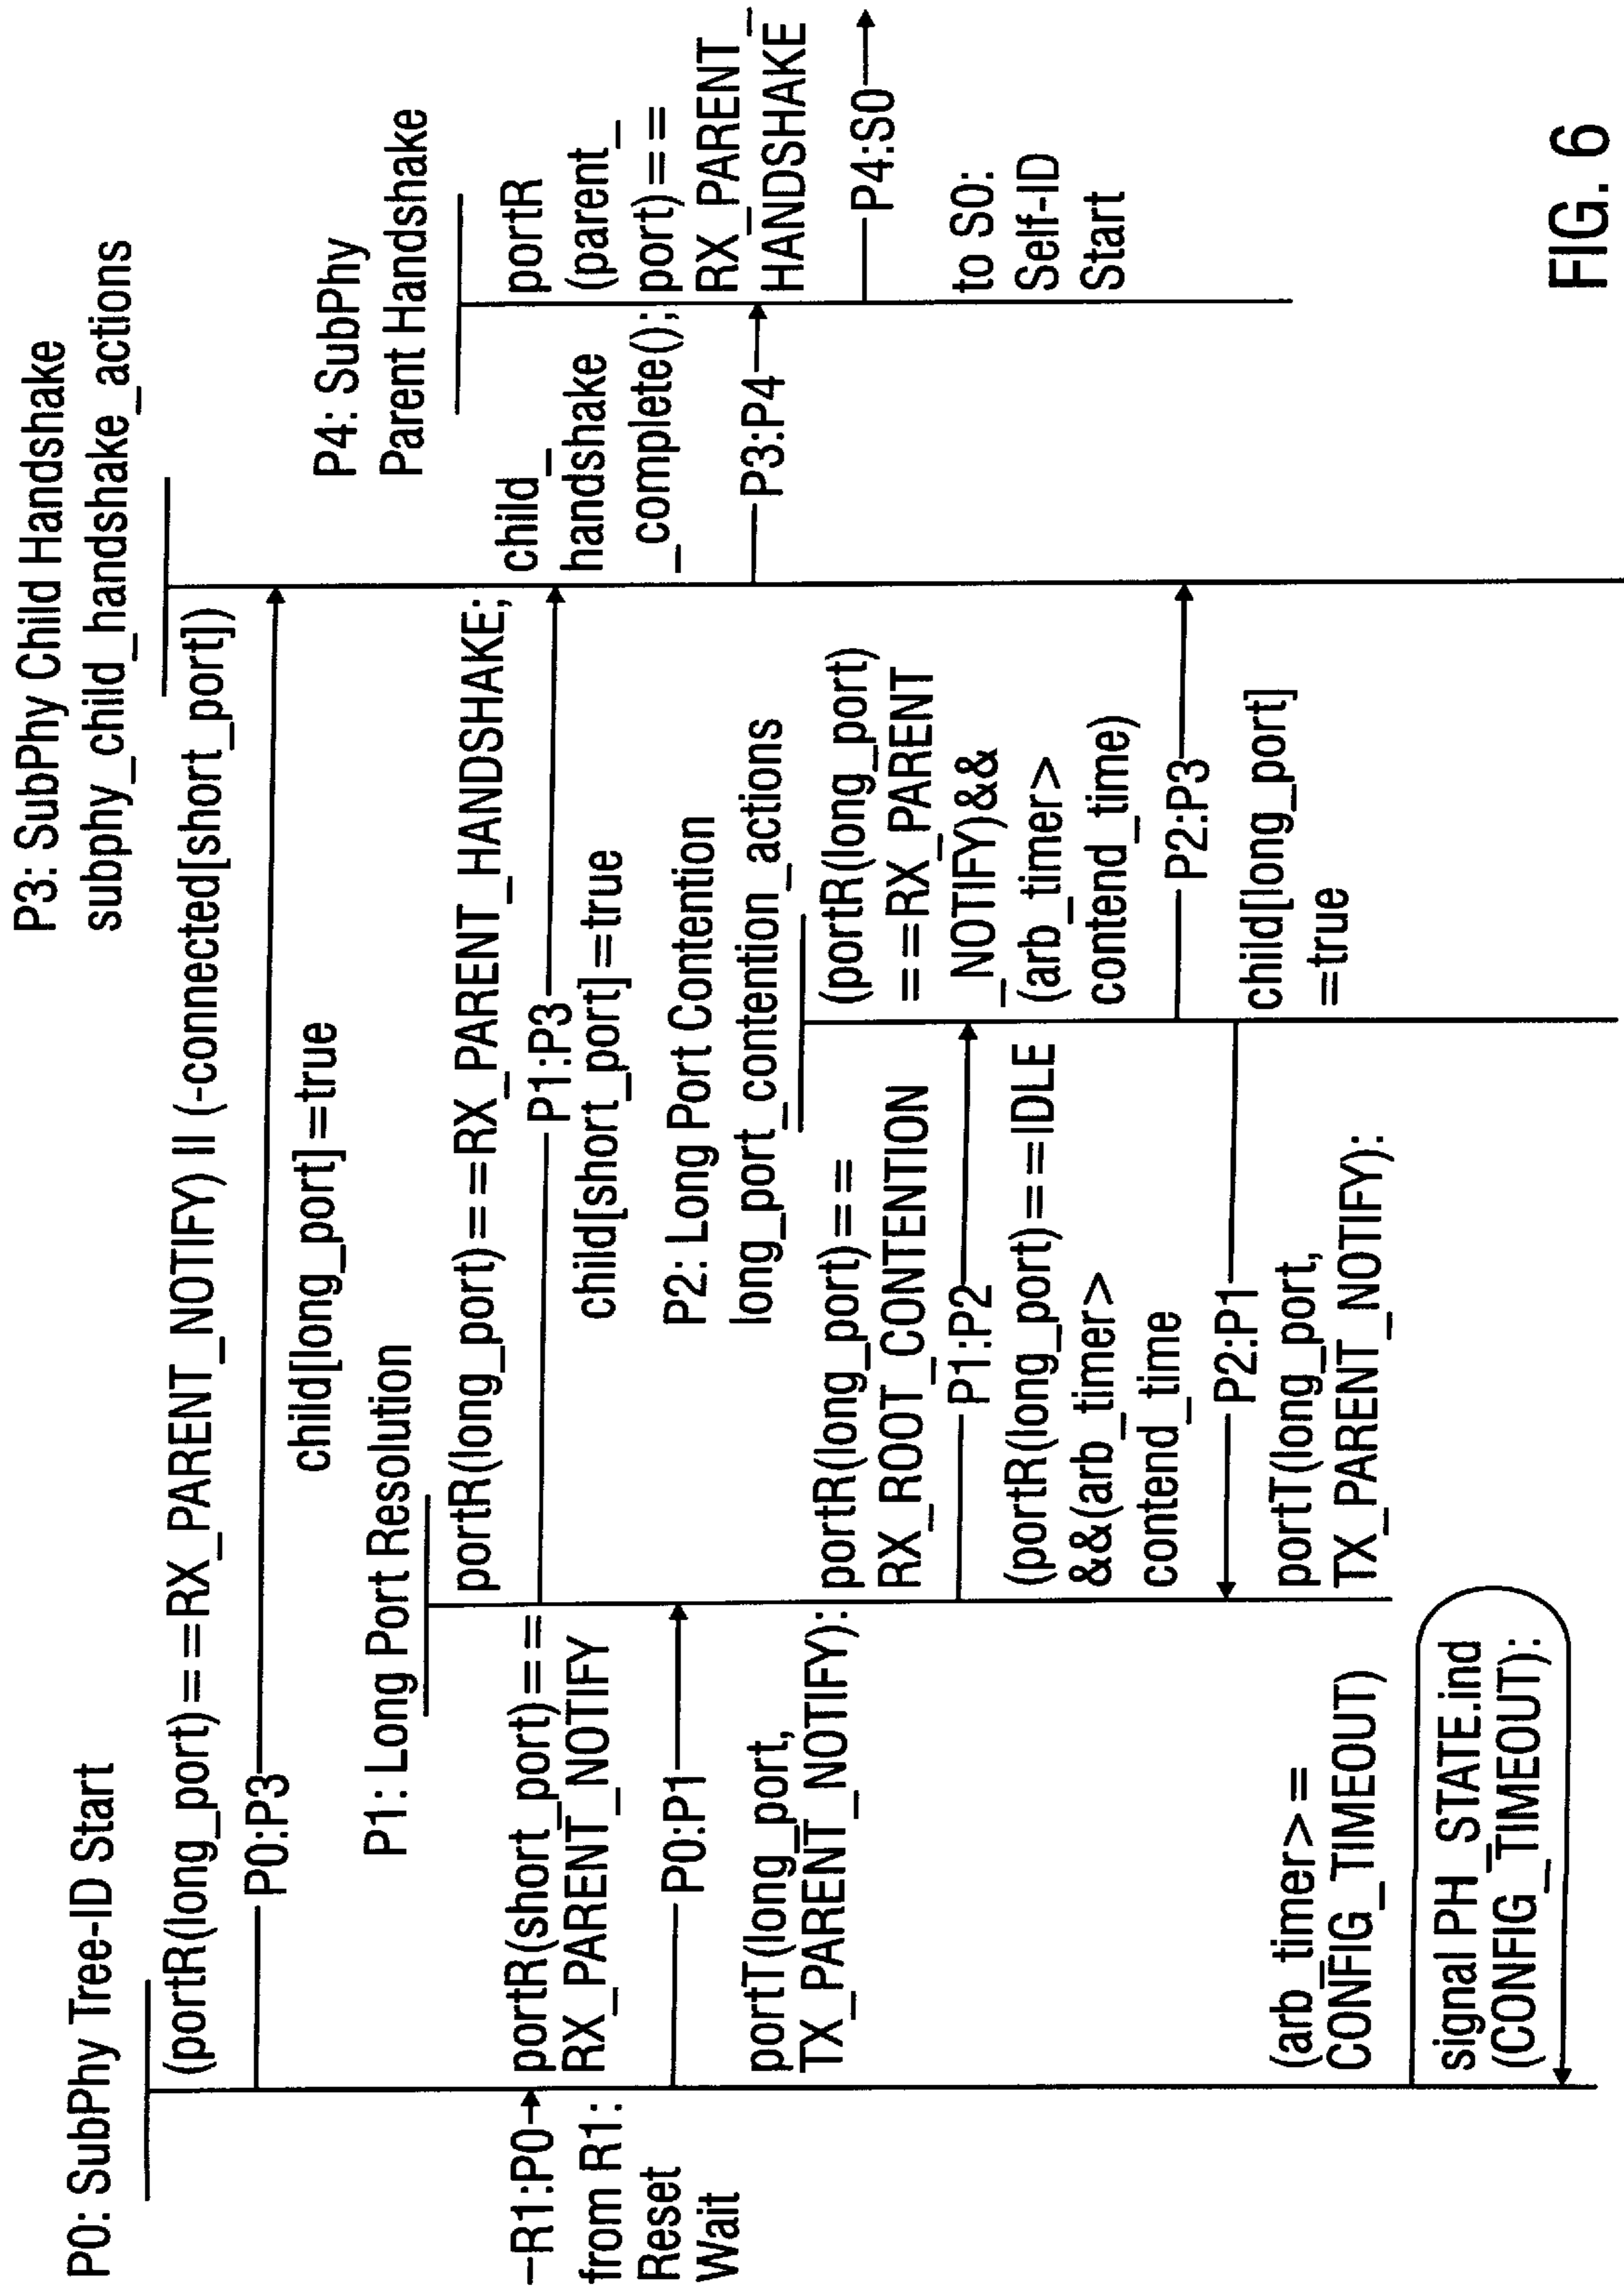 P0: SubPhy Tree-ID Start
(portR(long_port)==RX_PARENT_NOTIFY) II (-connected[short_port])
P0:P3
child[long_port]=true
P3: SubPhy Child Handshake
subphy_child_handshake_actions
P1: Long Port Resolution
portR(long_port)==RX_PARENT_HANDSHAKE;
P1:P3
child[short_port]=true
P4: SubPhy
Parent Handshake
child_
handshake
_complete();
P3:P4
portR
(parent_
port)==
RX_PARENT_
HANDSHAKE
P4:S0
to S0:
Self-ID
Start
R1:P0
from R1:
Reset
Wait
portR(short_port)==
RX_PARENT_NOTIFY
P0:P1
portT(long_port,
TX_PARENT_NOTIFY):
P2: Long Port Contention
long_port_contention_actions
portR(long_port)==
RX_ROOT_CONTENTION
P1:P2
(portR(long_port)==IDLE
&&(arb_timer>
contend_time
P2:P1
portT(long_port,
TX_PARENT_NOTIFY):
(portR(long_port)
==RX_PARENT
_NOTIFY)&&
(arb_timer>
contend_time)
P2:P3
child[long_port]
=true
(arb_timer>=
CONFIG_TIMEOUT)
signal PH_STATE.ind
(CONFIG_TIMEOUT):
FIG. 6